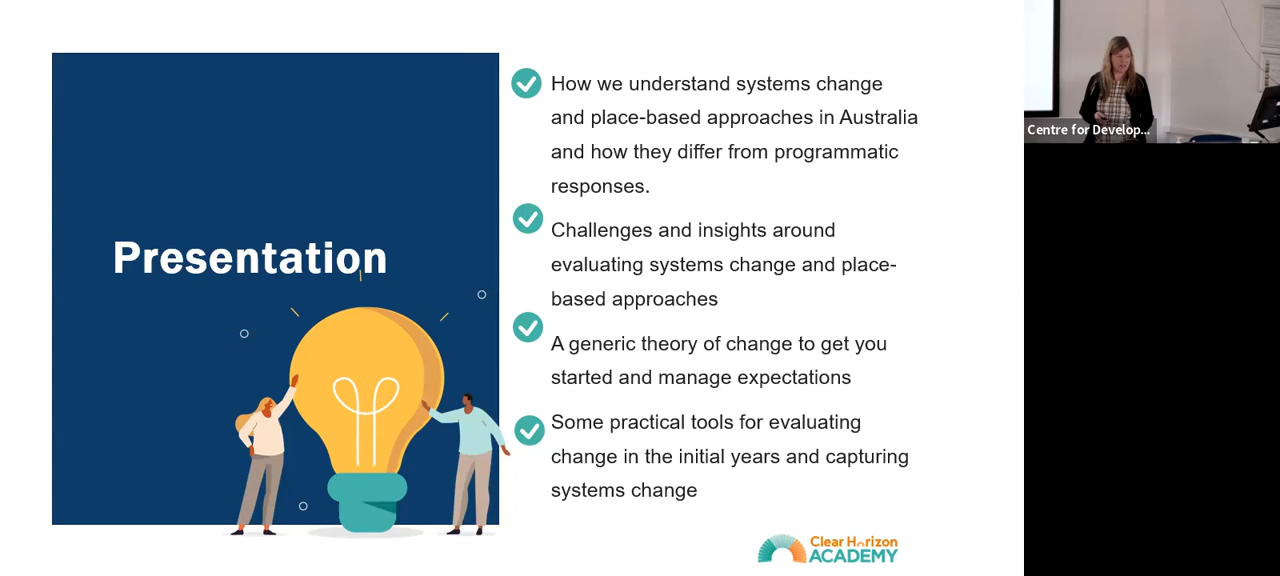 Presentation
How we understand systems change
and place-based approaches in Australia
and how they differ from programmatic
responses.
Challenges and insights around
evaluating systems change and place-
based approaches
A generic theory of change to get you
started and manage expectations
Some practical tools for evaluating
change in the initial years and capturing
systems change
Clear Horizon
ACADEMY
Centre for Develop...